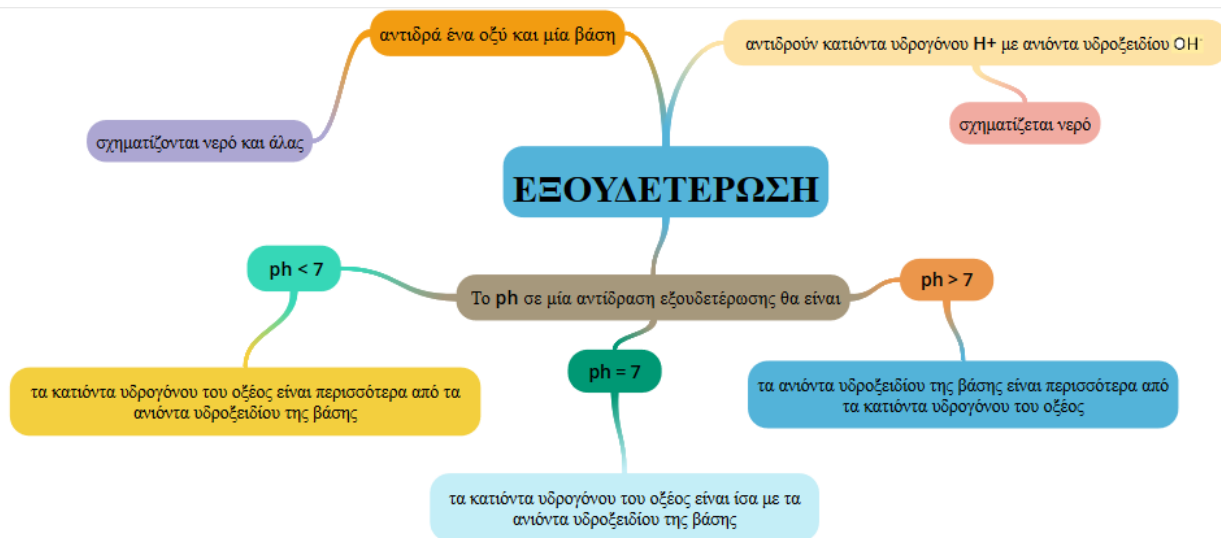 αντιδρά ένα οξύ και μία βάση
αντιδρούν κατιόντα υδρογόνου H+ με ανιόντα υδροξειδίου OH⁻
σχηματίζονται νερό και άλας
σχηματίζεται νερό
ΕΞΟΥΔΕΤΕΡΩΣΗ
ph < 7
Το ph σε μία αντίδραση εξουδετέρωσης θα είναι
ph > 7
ph = 7
τα κατιόντα υδρογόνου του οξέος είναι περισσότερα από τα
ανιόντα υδροξειδίου της βάσης
τα ανιόντα υδροξειδίου της βάσης είναι περισσότερα από
τα κατιόντα υδρογόνου του οξέος
τα κατιόντα υδρογόνου του οξέος είναι ίσα με τα
ανιόντα υδροξειδίου της βάσης